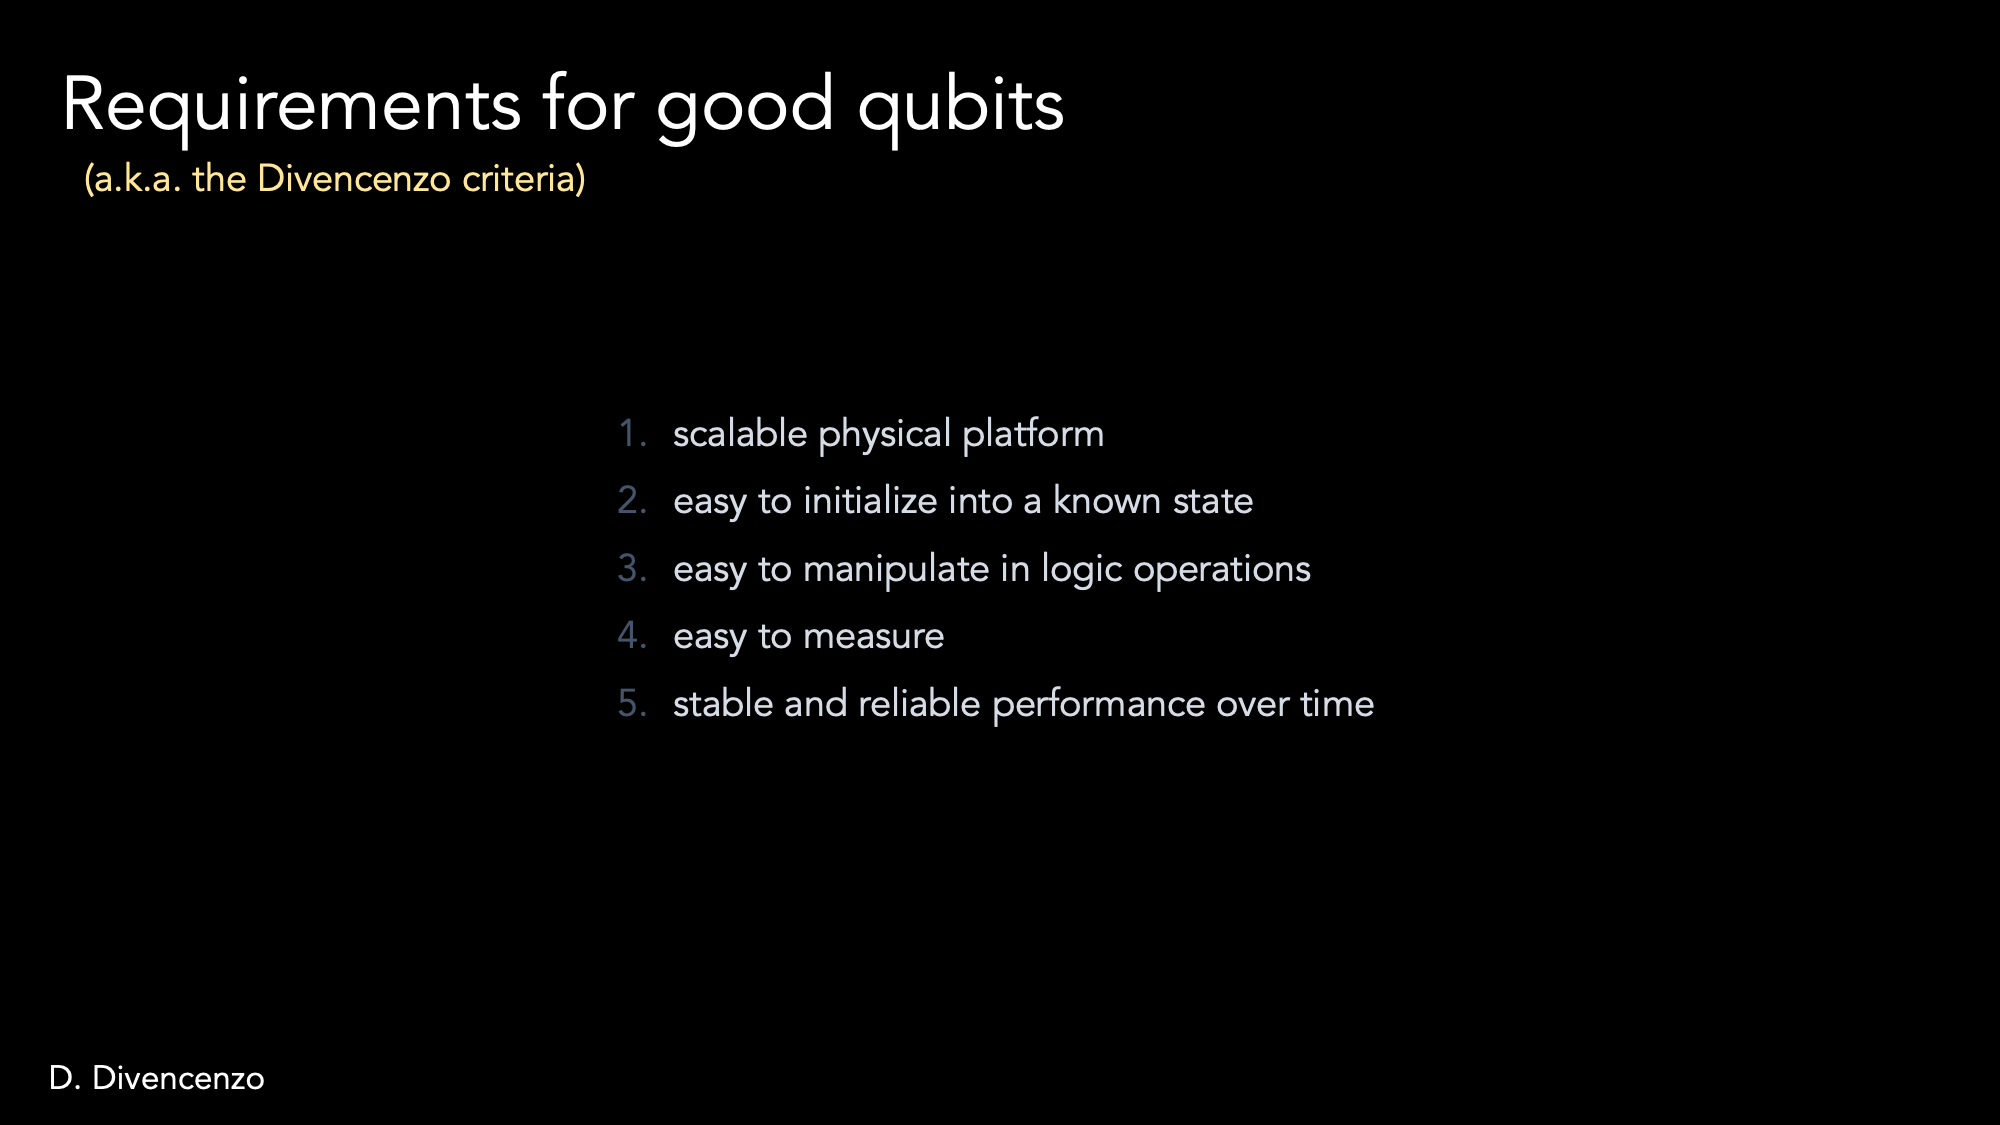 Requirements for good qubits
(a.k.a. the Divencenzo criteria)
1. scalable physical platform
2. easy to initialize into a known state
3. easy to manipulate in logic operations
4. easy to measure
5. stable and reliable performance over time
D. Divencenzo